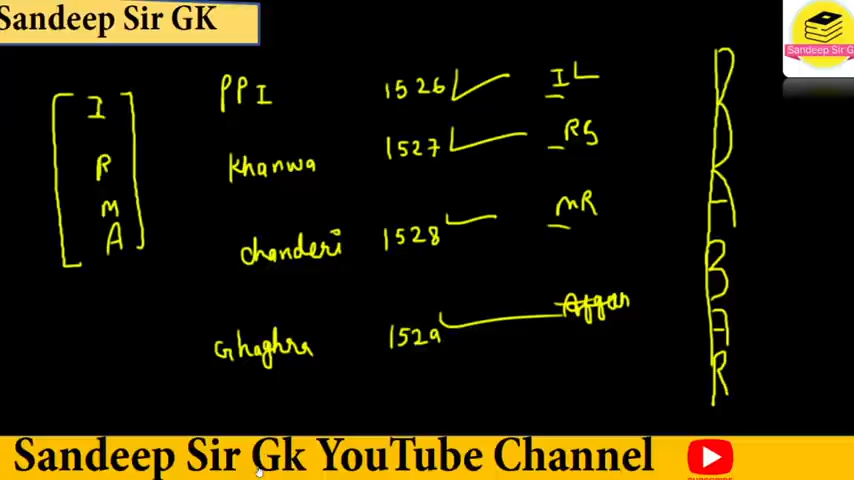 Sandeep Sir GK
Sandeep Sir G
I PPI 1526 IL
R Khanwa 1527 RS
M Chanderi 1528 MR
A Ghaghra 1529 Afgan
BABAR
Sandeep Sir Gk YouTube Channel